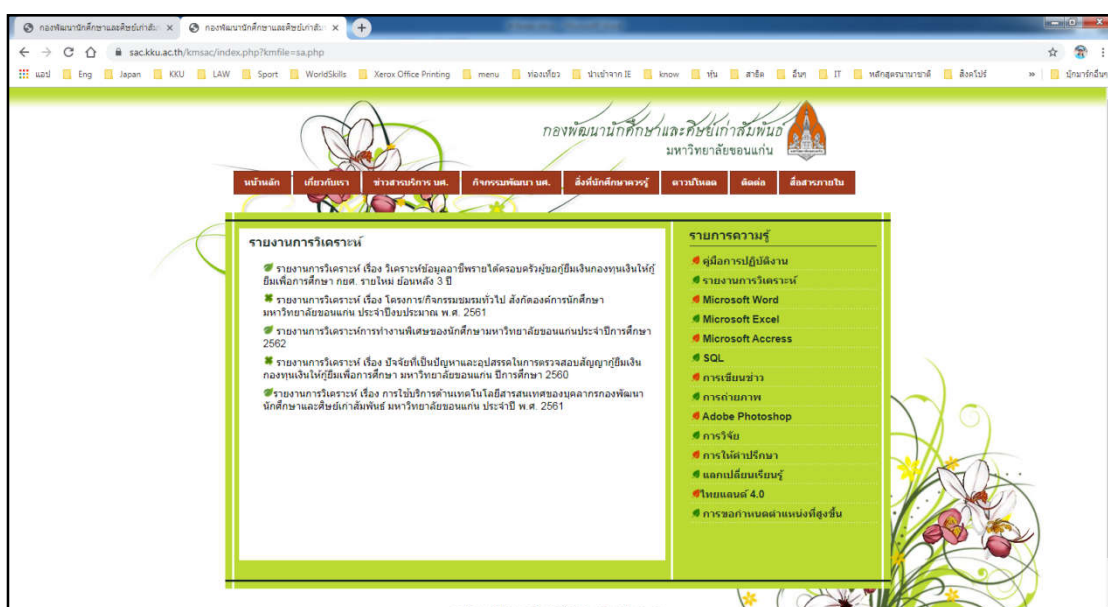 กองพัฒนานักศึกษาและศิษย์เก่าสัมพั
กองพัฒนานักศึกษาและศิษย์เก่าสัมพั
sac.kku.ac.th/kmsac/index.php?kmfile=sa.php
แอป Eng Japan KKU LAW Sport WorldSkills Xerox Office Printing menu ท่องเที่ยว นำเข้าจาก IE know หุ้น สาธิต อื่นๆ IT หลักสูตรนานาชาติ สิงคโปร์ » บุ๊กมาร์กอื่นๆ
กองพัฒนานักศึกษาและศิษย์เก่าสัมพันธ์
มหาวิทยาลัยขอนแก่น
หน้าหลัก เกี่ยวกับเรา ข่าวสารบริการ นศ. กิจกรรมพัฒนา นศ. สิ่งที่นักศึกษาควรรู้ ดาวน์โหลด ติดต่อ สื่อสารภายใน
รายงานการวิเคราะห์
รายงานการวิเคราะห์ เรื่อง วิเคราะห์ข้อมูลอาชีพรายได้ครอบครัวผู้ขอกู้ยืมเงินกองทุนเงินให้กู้
ยืมเพื่อการศึกษา กยศ. รายใหม่ ย้อนหลัง 3 ปี
รายงานการวิเคราะห์ เรื่อง โครงการ/กิจกรรมชมรมทั่วไป สังกัดองค์การนักศึกษา
มหาวิทยาลัยขอนแก่น ประจำปีงบประมาณ พ.ศ. 2561
รายงานการวิเคราะห์การทำงานพิเศษของนักศึกษามหาวิทยาลัยขอนแก่นประจำปีการศึกษา
2562
รายงานการวิเคราะห์ เรื่อง ปัจจัยที่เป็นปัญหาและอุปสรรคในการตรวจสอบสัญญากู้ยืมเงิน
กองทุนเงินให้กู้ยืมเพื่อการศึกษา มหาวิทยาลัยขอนแก่น ปีการศึกษา 2560
รายงานการวิเคราะห์ เรื่อง การใช้บริการด้านเทคโนโลยีสารสนเทศของบุคลากรกองพัฒนา
นักศึกษาและศิษย์เก่าสัมพันธ์ มหาวิทยาลัยขอนแก่น ประจำปี พ.ศ. 2561
รายการความรู้
คู่มือการปฏิบัติงาน
รายงานการวิเคราะห์
Microsoft Word
Microsoft Excel
Microsoft Accress
SQL
การเขียนข่าว
การถ่ายภาพ
Adobe Photoshop
การวิจัย
การให้คำปรึกษา
แลกเปลี่ยนเรียนรู้
ไทยแลนด์ 4.0
การขอกำหนดตำแหน่งที่สูงขึ้น